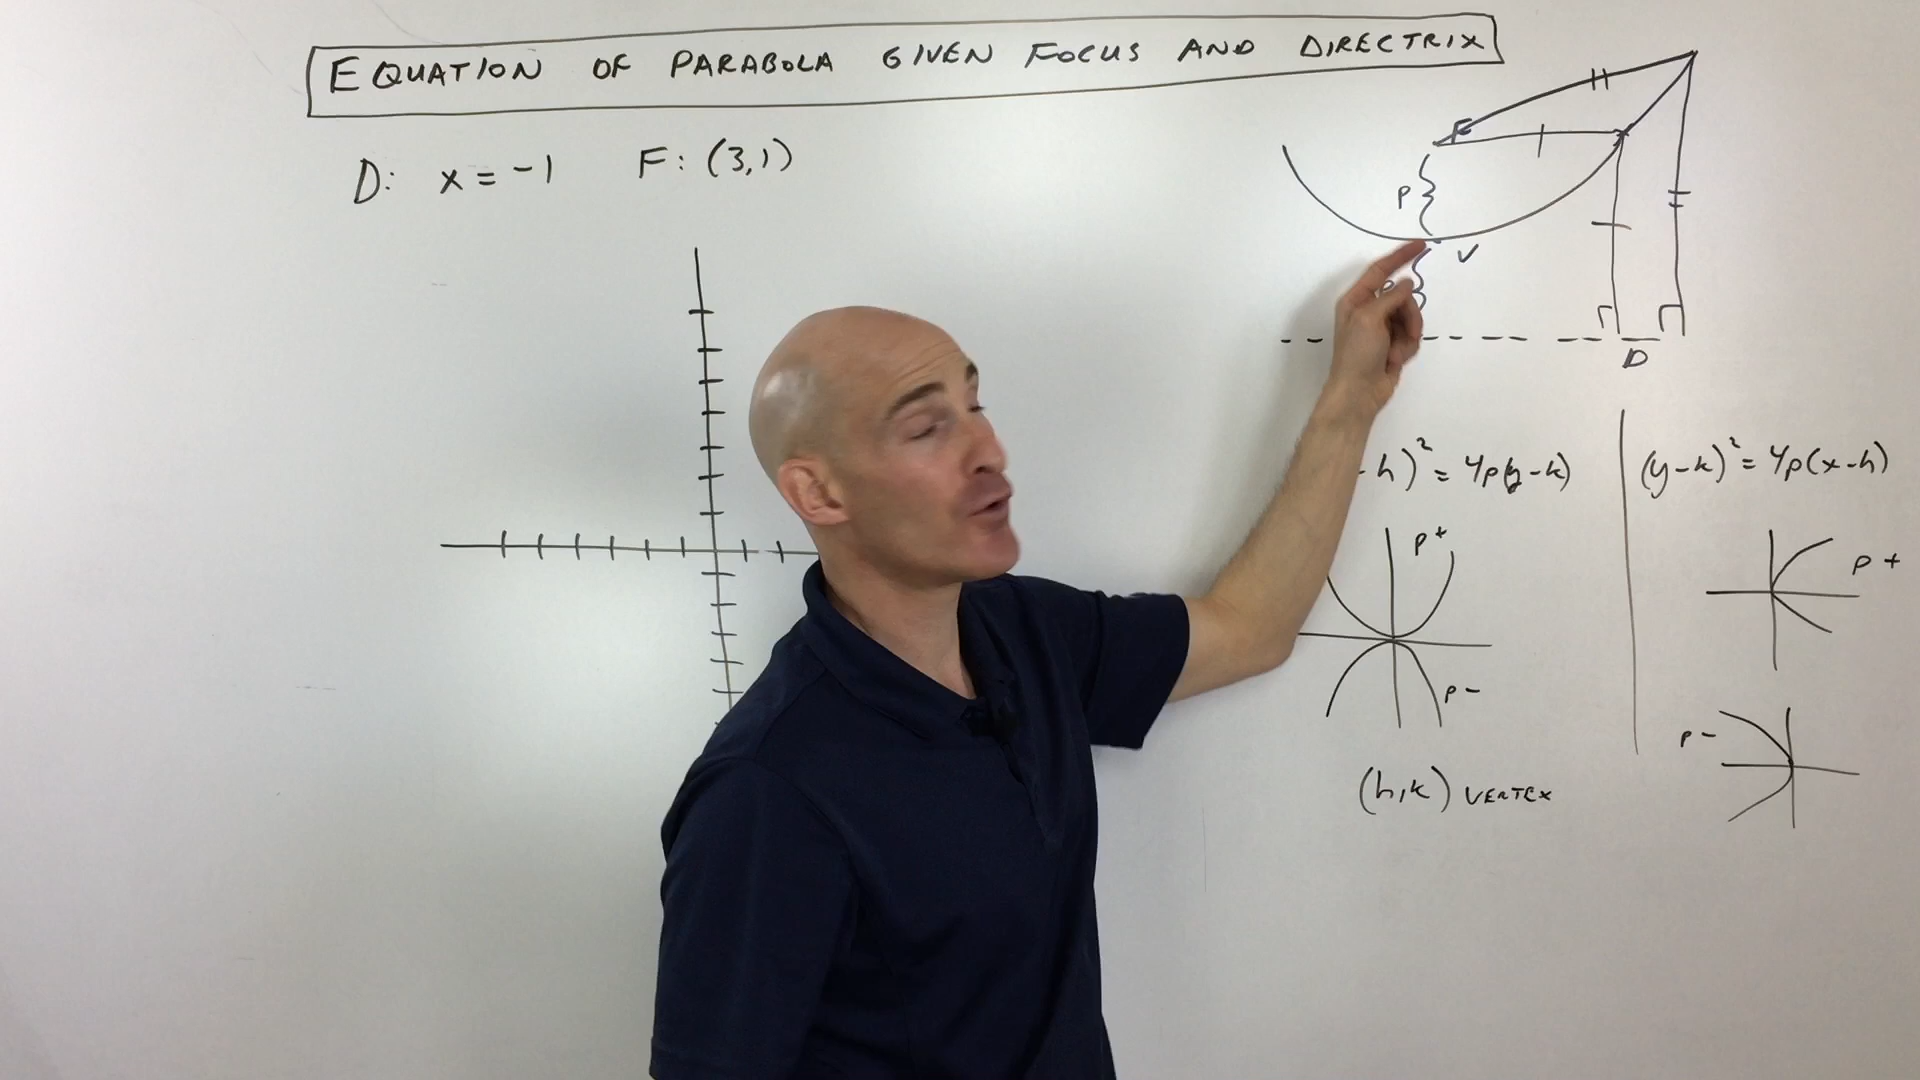 EQUATION OF PARABOLA GIVEN FOCUS AND DIRECTRIX
D: x = -1 F: (3,1)
F
P
V
D
-h)² = 4p(y-k)
(y-k)² = 4p(x-h)
P +
P +
P -
P -
(h,k) VERTEX